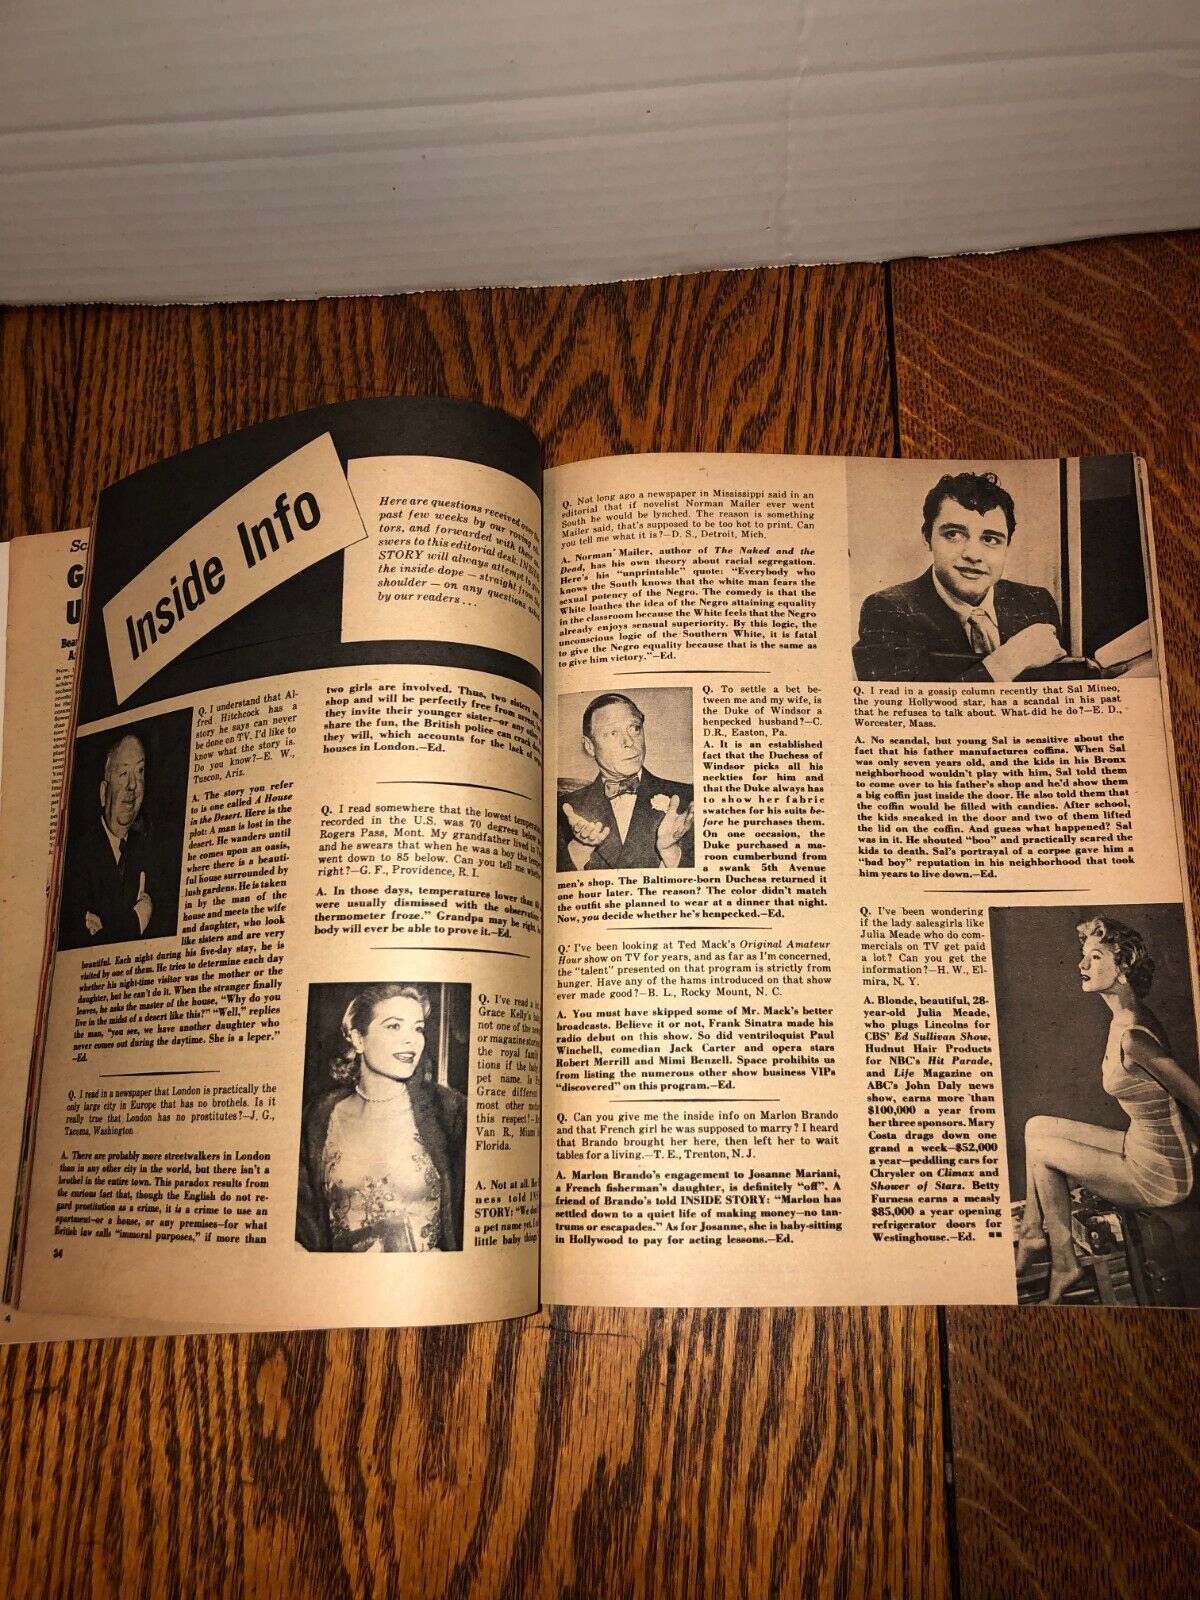 Inside Info
Here are questions received over the
past few weeks by our roving
tors, and forwarded with their
swers to this editorial desk. INSIDE
STORY will always attempt to
the inside dope — straight from the
shoulder — on any questions asked
by our readers . . .
Q. I understand that Al-
fred Hitchcock has a
story he says can never
be done on TV. I'd like to
know what the story is.
Do you know?—E. W.,
Tuscon, Ariz.
A. The story you refer
to is one called A House
in the Desert. Here is the
plot: A man is lost in the
desert. He wanders until
he comes upon an oasis,
where there is a beauti-
ful house surrounded by
lush gardens. He is taken
in by the man of the
house and meets the wife
and daughter, who look
like sisters and are very
beautiful. Each night during his five-day stay, he is
visited by one of them. He tries to determine each day
whether his night-time visitor was the mother or the
daughter, but he can't do it. When the stranger finally
leaves, he asks the master of the house, "Why do you
live in the midst of a desert like this?" "Well," replies
the man, "you see, we have another daughter who
never comes out during the daytime. She is a leper."
—Ed.
Q. I read in a newspaper that London is practically the
only large city in Europe that has no brothels. Is it
really true that London has no prostitutes?—J. G.,
Tacoma, Washington
A. There are probably more streetwalkers in London
than in any other city in the world, but there isn't a
brothel in the entire town. This paradox results from
the curious fact that, though the English do not re-
gard prostitution as a crime, it is a crime to use an
apartment—or a house, or any premises—for what
British law calls "immoral purposes," if more than
34
two girls are involved. Thus, two sisters
shop and will be perfectly free from arrest,
they invite their younger sister—or any other
share the fun, the British police can crack
they will, which accounts for the lack of
houses in London.—Ed.
Q. I read somewhere that the lowest temperature
recorded in the U.S. was 70 degrees below
Rogers Pass, Mont. My grandfather lived in
and he swears that when he was a boy the
went down to 85 below. Can you tell me
right?—G. F., Providence, R. I.
A. In those days, temperatures lower than
were usually dismissed with the observation
thermometer froze." Grandpa may be right,
body will ever be able to prove it.—Ed.
Q. I've read a
Grace Kelly's
not one of the
or magazine
the royal
tions if the
pet name. Is
Grace different
most other
this respect!—
Van R., Miami
Florida.
A. Not at all.
ness told
STORY: "We
a pet name yet.
little baby
Q. Not long ago a newspaper in Mississippi said in an
editorial that if novelist Norman Mailer ever went
South he would be lynched. The reason is something
Mailer said, that's supposed to be too hot to print. Can
you tell me what it is?—D. S., Detroit, Mich.
A. Norman Mailer, author of The Naked and the
Dead, has his own theory about racial segregation.
Here's his "unprintable" quote: "Everybody who
knows the South knows that the white man fears the
sexual potency of the Negro. The comedy is that the
White loathes the idea of the Negro attaining equality
in the classroom because the White feels that the Negro
already enjoys sensual superiority. By this logic, the
unconscious logic of the Southern White, it is fatal
to give the Negro equality because that is the same as
to give him victory."—Ed.
Q. To settle a bet be-
tween me and my wife, is
the Duke of Windsor a
henpecked husband?—C.
D.R., Easton, Pa.
A. It is an established
fact that the Duchess of
Windsor picks all his
neckties for him and
that the Duke always has
to show her fabric
swatches for his suits be-
fore he purchases them.
On one occasion, the
Duke purchased a ma-
roon cumberbund from
a swank 5th Avenue
men's shop. The Baltimore-born Duchess returned it
one hour later. The reason? The color didn't match
the outfit she planned to wear at a dinner that night.
Now, you decide whether he's henpecked.—Ed.
Q. I've been looking at Ted Mack's Original Amateur
Hour show on TV for years, and as far as I'm concerned,
the "talent" presented on that program is strictly from
hunger. Have any of the hams introduced on that show
ever made good?—B. L., Rocky Mount, N. C.
A. You must have skipped some of Mr. Mack's better
broadcasts. Believe it or not, Frank Sinatra made his
radio debut on this show. So did ventriloquist Paul
Winchell, comedian Jack Carter and opera stars
Robert Merrill and Mimi Benzell. Space prohibits us
from listing the numerous other show business VIPs
"discovered" on this program.—Ed.
Q. Can you give me the inside info on Marlon Brando
and that French girl he was supposed to marry? I heard
that Brando brought her here, then left her to wait
tables for a living.—T. E., Trenton, N. J.
A. Marlon Brando's engagement to Josanne Mariani,
a French fisherman's daughter, is definitely "off". A
friend of Brando's told INSIDE STORY: "Marlon has
settled down to a quiet life of making money—no tan-
trums or escapades." As for Josanne, she is baby-sitting
in Hollywood to pay for acting lessons.—Ed.
Q. I read in a gossip column recently that Sal Mineo,
the young Hollywood star, has a scandal in his past
that he refuses to talk about. What did he do?—E. D.,
Worcester, Mass.
A. No scandal, but young Sal is sensitive about the
fact that his father manufactures coffins. When Sal
was only seven years old, and the kids in his Bronx
neighborhood wouldn't play with him, Sal told them
to come over to his father's shop and he'd show them
a big coffin just inside the door. He also told them that
the coffin would be filled with candies. After school,
the kids sneaked in the door and two of them lifted
the lid on the coffin. And guess what happened? Sal
was in it. He shouted "boo" and practically scared the
kids to death. Sal's portrayal of a corpse gave him a
"bad boy" reputation in his neighborhood that took
him years to live down.—Ed.
Q. I've been wondering
if the lady salesgirls like
Julia Meade who do com-
mercials on TV get paid
a lot? Can you get the
information?—H. W., El-
mira, N. Y.
A. Blonde, beautiful, 28-
year-old Julia Meade,
who plugs Lincolns for
CBS' Ed Sullivan Show,
Hudnut Hair Products
for NBC's Hit Parade,
and Life Magazine on
ABC's John Daly news
show, earns more than
$100,000 a year from
her three sponsors. Mary
Costa drags down one
grand a week—$52,000
a year—peddling cars for
Chrysler on Climax and
Shower of Stars. Betty
Furness earns a measly
$85,000 a year opening
refrigerator doors for
Westinghouse.—Ed.